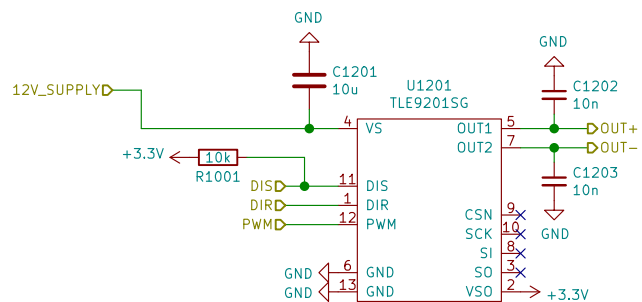 GND
GND
C1201
10u
U1201
TLE9201SG
C1202
10n
12V_SUPPLY
4 VS
OUT1 5
OUT+
OUT2 7
OUT-
+3.3V
10k
R1001
DIS
11 DIS
DIR
1 DIR
PWM
12 PWM
C1203
10n
GND
CSN 9
SCK 10
SI 8
SO 3
VSO 2
+3.3V
GND
6 GND
GND
13 GND